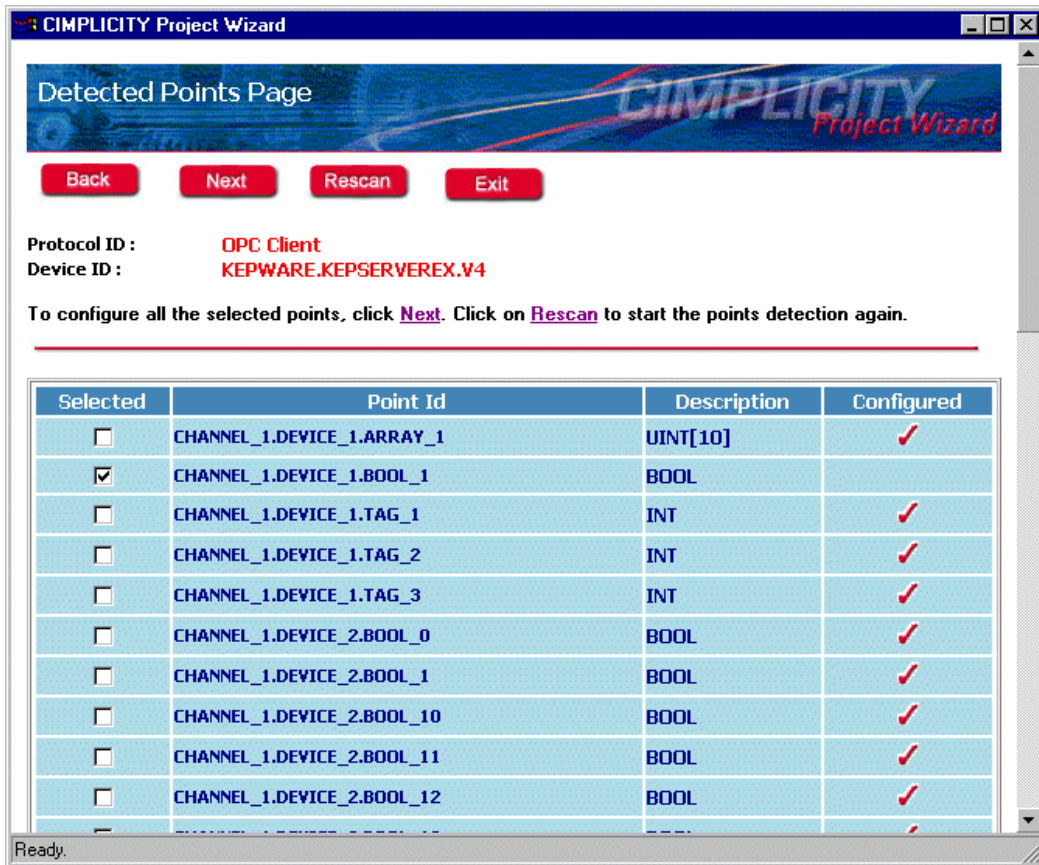 CIMPLICITY Project Wizard
Detected Points Page
CIMPLICITY
Project Wizard
Back Next Rescan Exit
Protocol ID : OPC Client
Device ID : KEPWARE.KEPSERVEREX.V4
To configure all the selected points, click Next. Click on Rescan to start the points detection again.
Selected Point Id Description Configured
CHANNEL_1.DEVICE_1.ARRAY_1 UINT[10]
CHANNEL_1.DEVICE_1.BOOL_1 BOOL
CHANNEL_1.DEVICE_1.TAG_1 INT
CHANNEL_1.DEVICE_1.TAG_2 INT
CHANNEL_1.DEVICE_1.TAG_3 INT
CHANNEL_1.DEVICE_2.BOOL_0 BOOL
CHANNEL_1.DEVICE_2.BOOL_1 BOOL
CHANNEL_1.DEVICE_2.BOOL_10 BOOL
CHANNEL_1.DEVICE_2.BOOL_11 BOOL
CHANNEL_1.DEVICE_2.BOOL_12 BOOL
Ready.